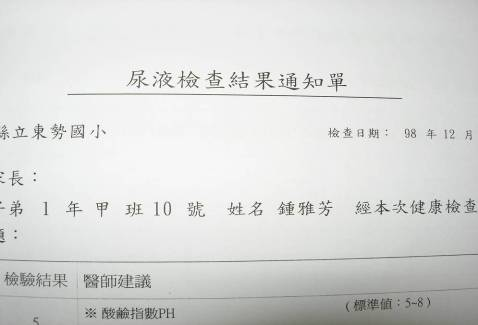 尿液檢查結果通知單
縣立東勢國小 檢查日期： 98 年 12 月
家長：
子弟 1 年 甲 班 10 號 姓名 鍾雅芳 經本次健康檢查
題：
檢驗結果 醫師建議
5 ※ 酸鹼指數PH (標準值：5~8)